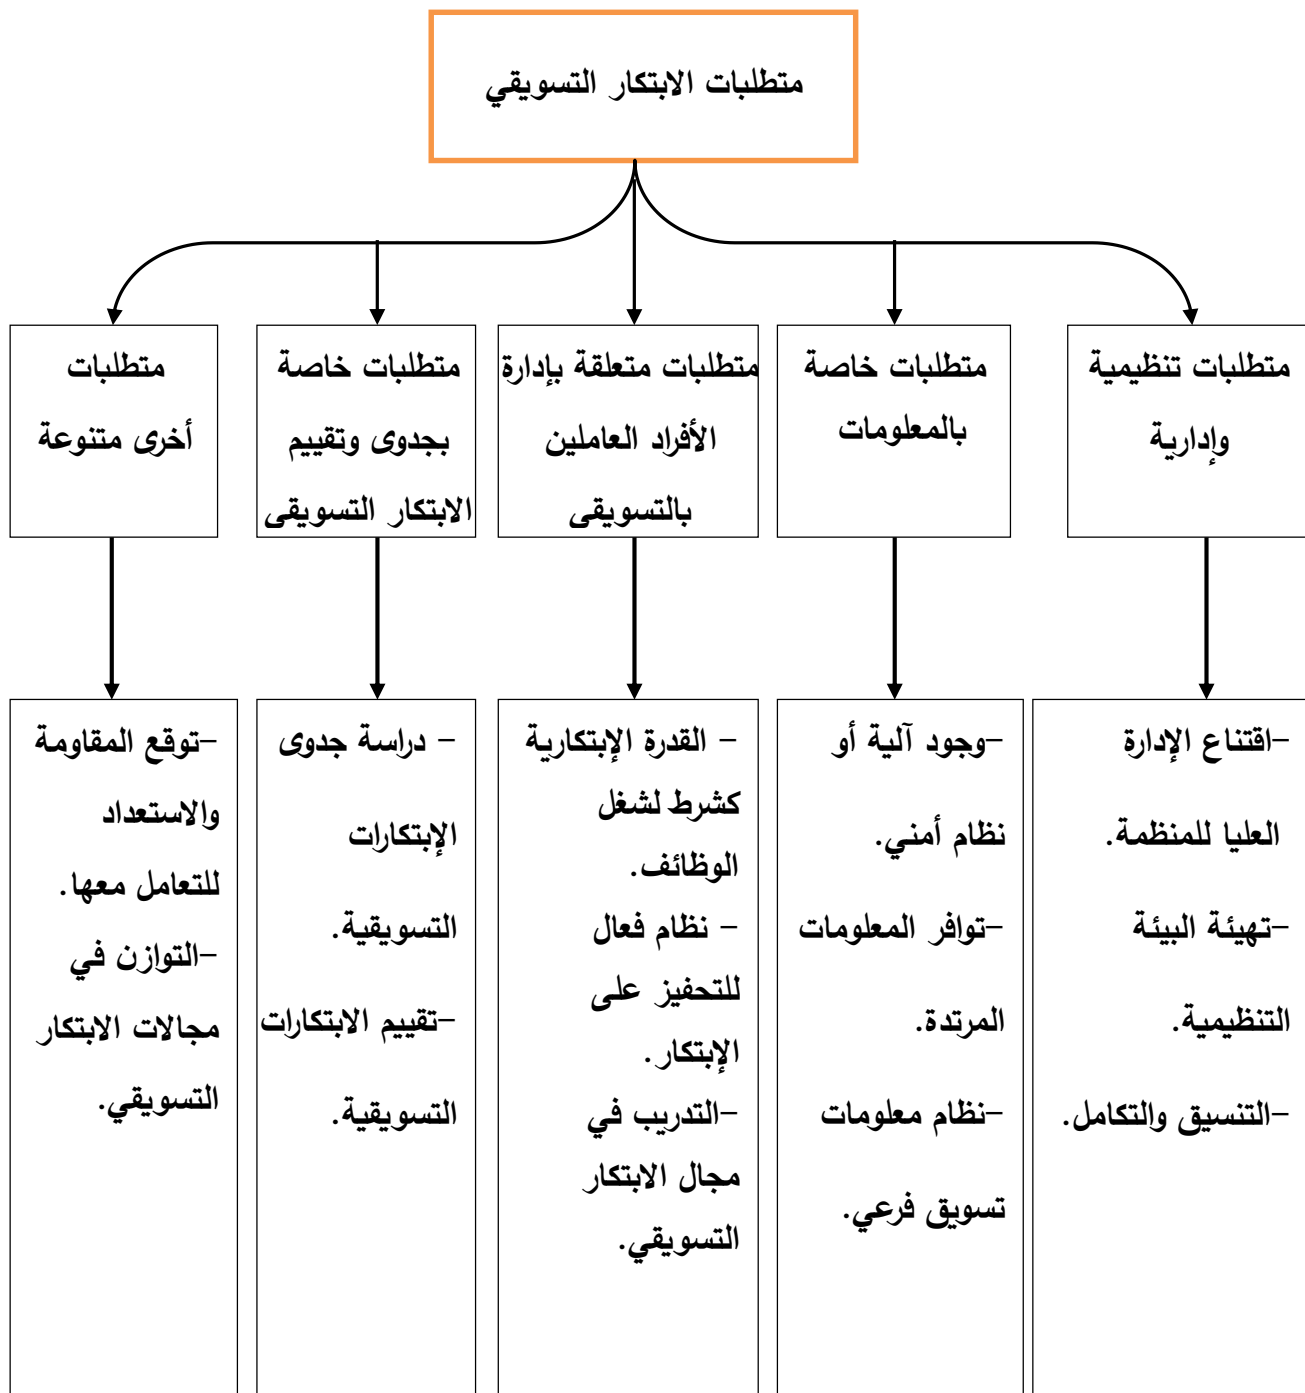 متطلبات الابتكار التسويقي
متطلبات تنظيمية
وإدارية
متطلبات خاصة
بالمعلومات
متطلبات متعلقة بإدارة
الأفراد العاملين
بالتسويقي
متطلبات خاصة
بجدوى وتقييم
الابتكار التسويقي
متطلبات
أخرى متنوعة
-اقتناع الإدارة
العليا للمنظمة.
-تهيئة البيئة
التنظيمية.
-التنسيق والتكامل.
-وجود آلية أو
نظام أمني.
-توافر المعلومات
المرتدة.
-نظام معلومات
تسويق فرعي.
- القدرة الإبتكارية
كشرط لشغل
الوظائف.
- نظام فعال
للتحفيز على
الإبتكار.
-التدريب في
مجال الابتكار
التسويقي.
- دراسة جدوى
الإبتكارات
التسويقية.
-تقييم الابتكارات
التسويقية.
-توقع المقاومة
والاستعداد
للتعامل معها.
-التوازن في
مجالات الابتكار
التسويقي.